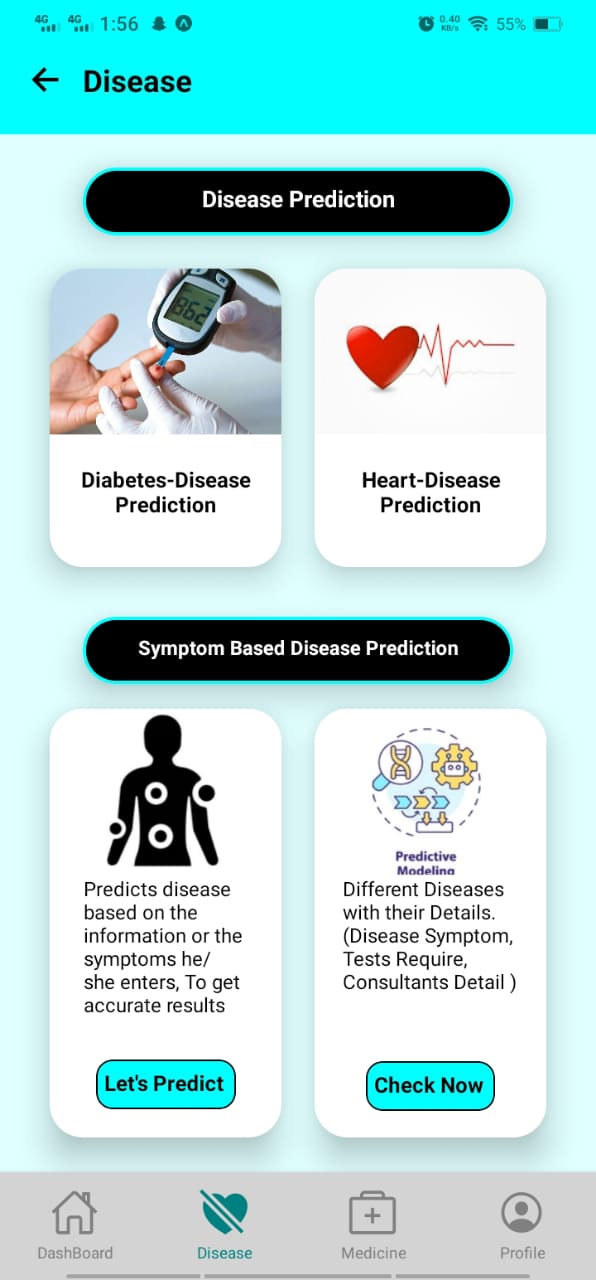 4G 4G 1:56 0.40 KB/s 55%
Disease
Disease Prediction
862
Diabetes-Disease
Prediction
Heart-Disease
Prediction
Symptom Based Disease Prediction
Predicts disease
based on the
information or the
symptoms he/
she enters, To get
accurate results
Let's Predict
Predictive
Modeling
Different Diseases
with their Details.
(Disease Symptom,
Tests Require,
Consultants Detail )
Check Now
DashBoard
Disease
Medicine
Profile